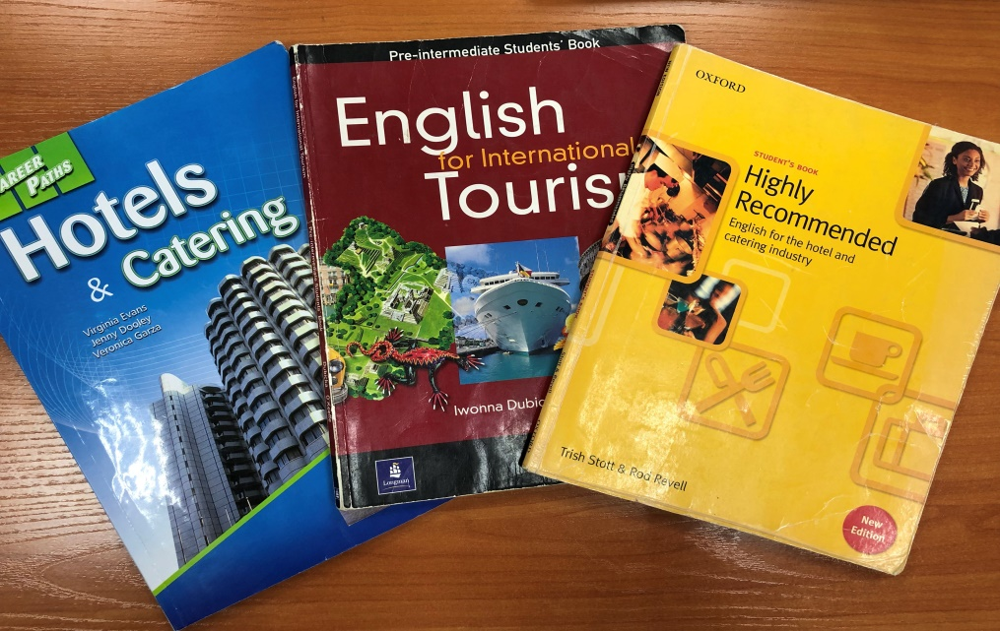 CAREER
PATHS
Hotels
& Catering
Virginia Evans
Jenny Dooley
Veronica Garza
Pre-intermediate Students' Book
English
for International
Touris
Iwonna Dubic
Longman
OXFORD
STUDENT'S BOOK
Highly
Recommended
English for the hotel and
catering industry
Trish Stott & Rod Revell
New
Edition